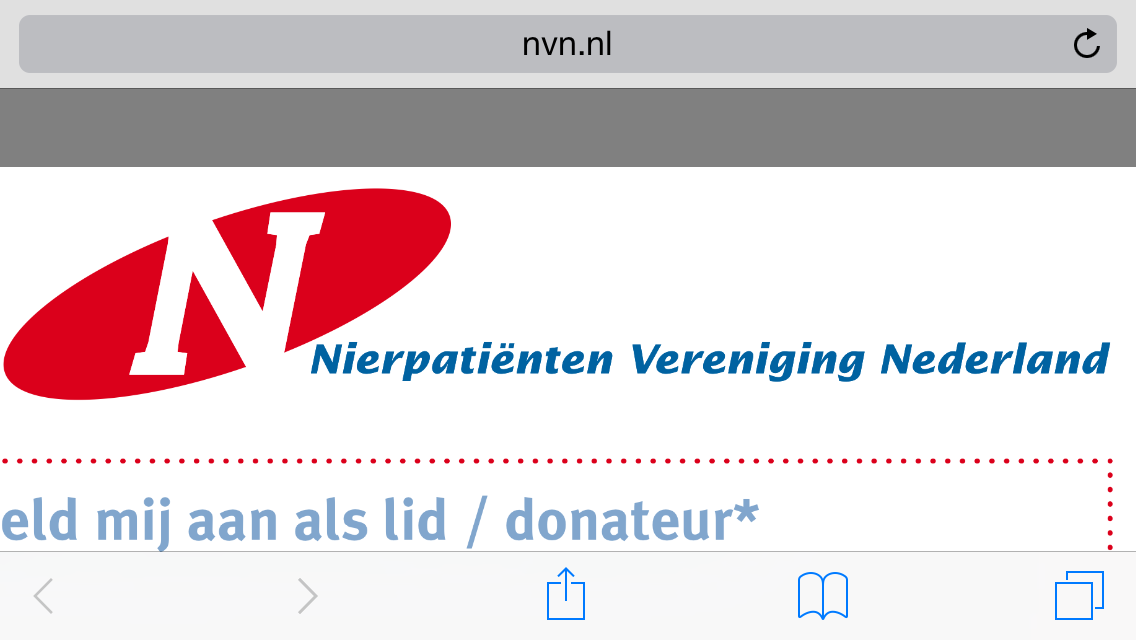 nvn.nl
N
Nierpatiënten Vereniging Nederland
eld mij aan als lid / donateur*